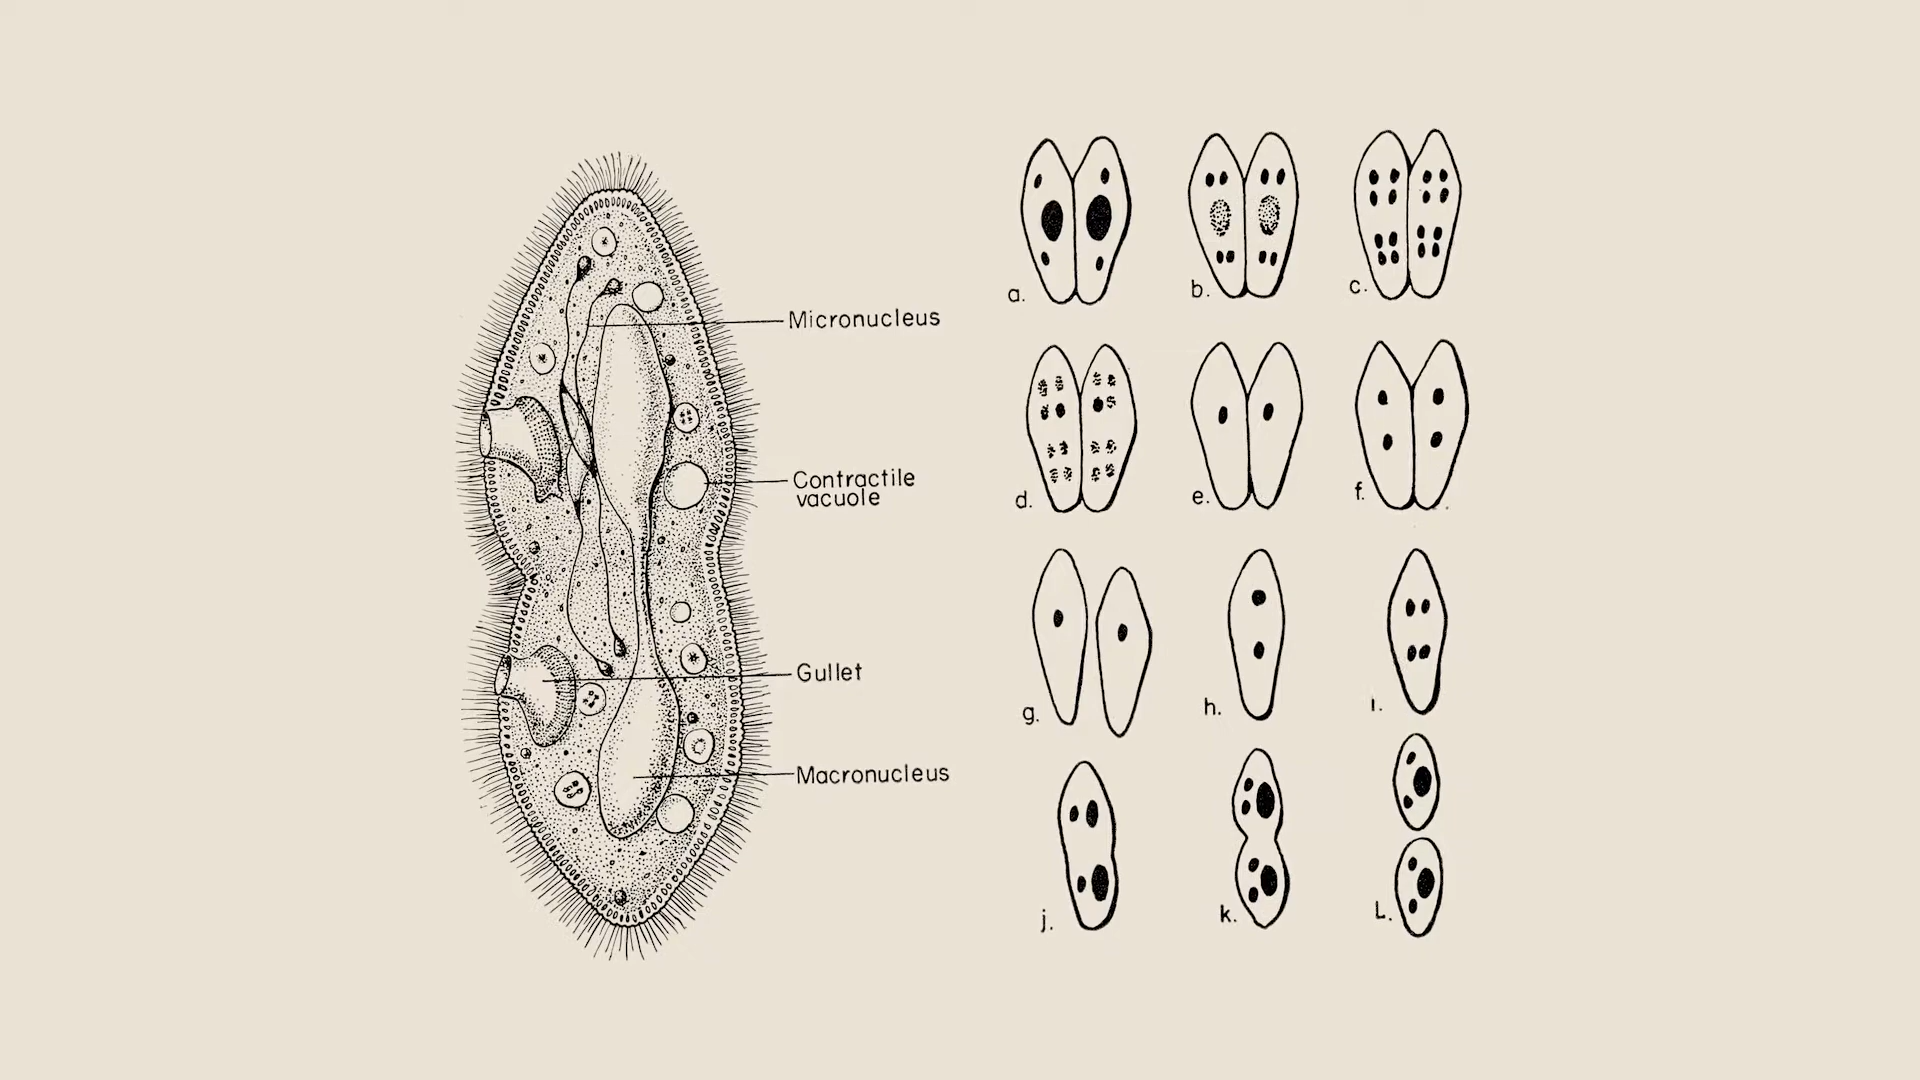 Micronucleus
Contractile
vacuole
Gullet
Macronucleus
a.
b.
c.
d.
e.
f.
g.
h.
i.
j.
k.
L.